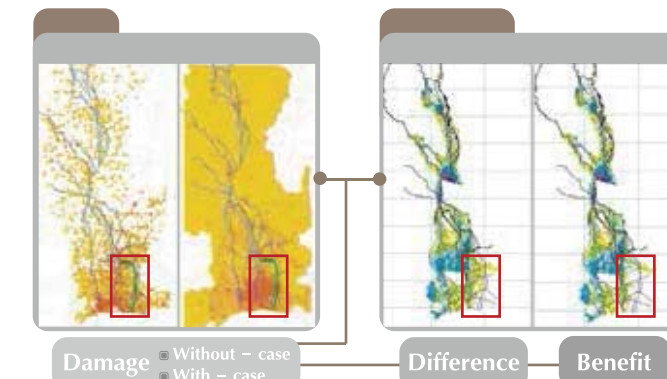 Damage
▣ Without – case
▣ With – case
Difference
Benefit